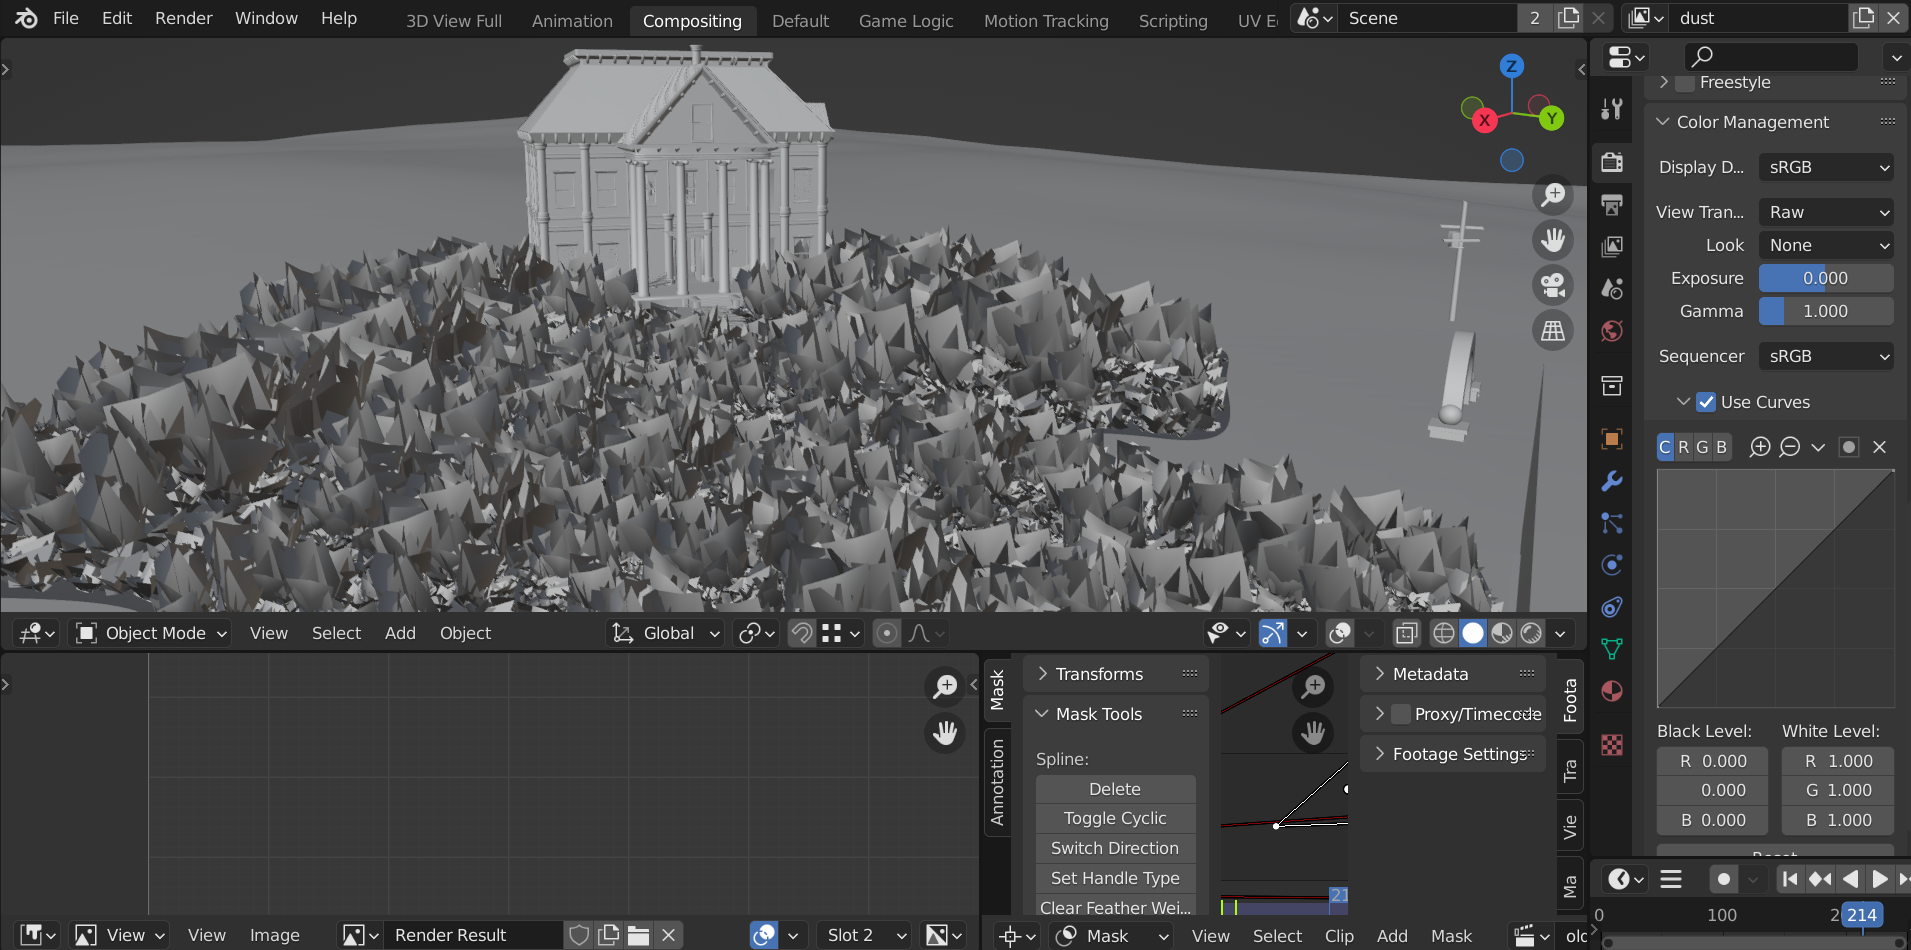 File Edit Render Window Help 3D View Full Animation Compositing Default Game Logic Motion Tracking Scripting UV E Scene 2 dust
Freestyle
Color Management
Display D... sRGB
View Tran... Raw
Look None
Exposure 0.000
Gamma 1.000
Sequencer sRGB
Use Curves
C R G B
Z
X
Y
Black Level: White Level:
R 0.000 R 1.000
0.000 G 1.000
B 0.000 B 1.000
Reset
Object Mode View Select Add Object Global
Mask
Annotation
Transforms
Mask Tools
Spline:
Delete
Toggle Cyclic
Switch Direction
Set Handle Type
Clear Feather Wei...
21
Metadata
Proxy/Timecode
Footage Settings
Foota
Tra
Vie
Ma
0 100 2 214
View View Image Render Result Slot 2
Mask View Select Clip Add Mask olc